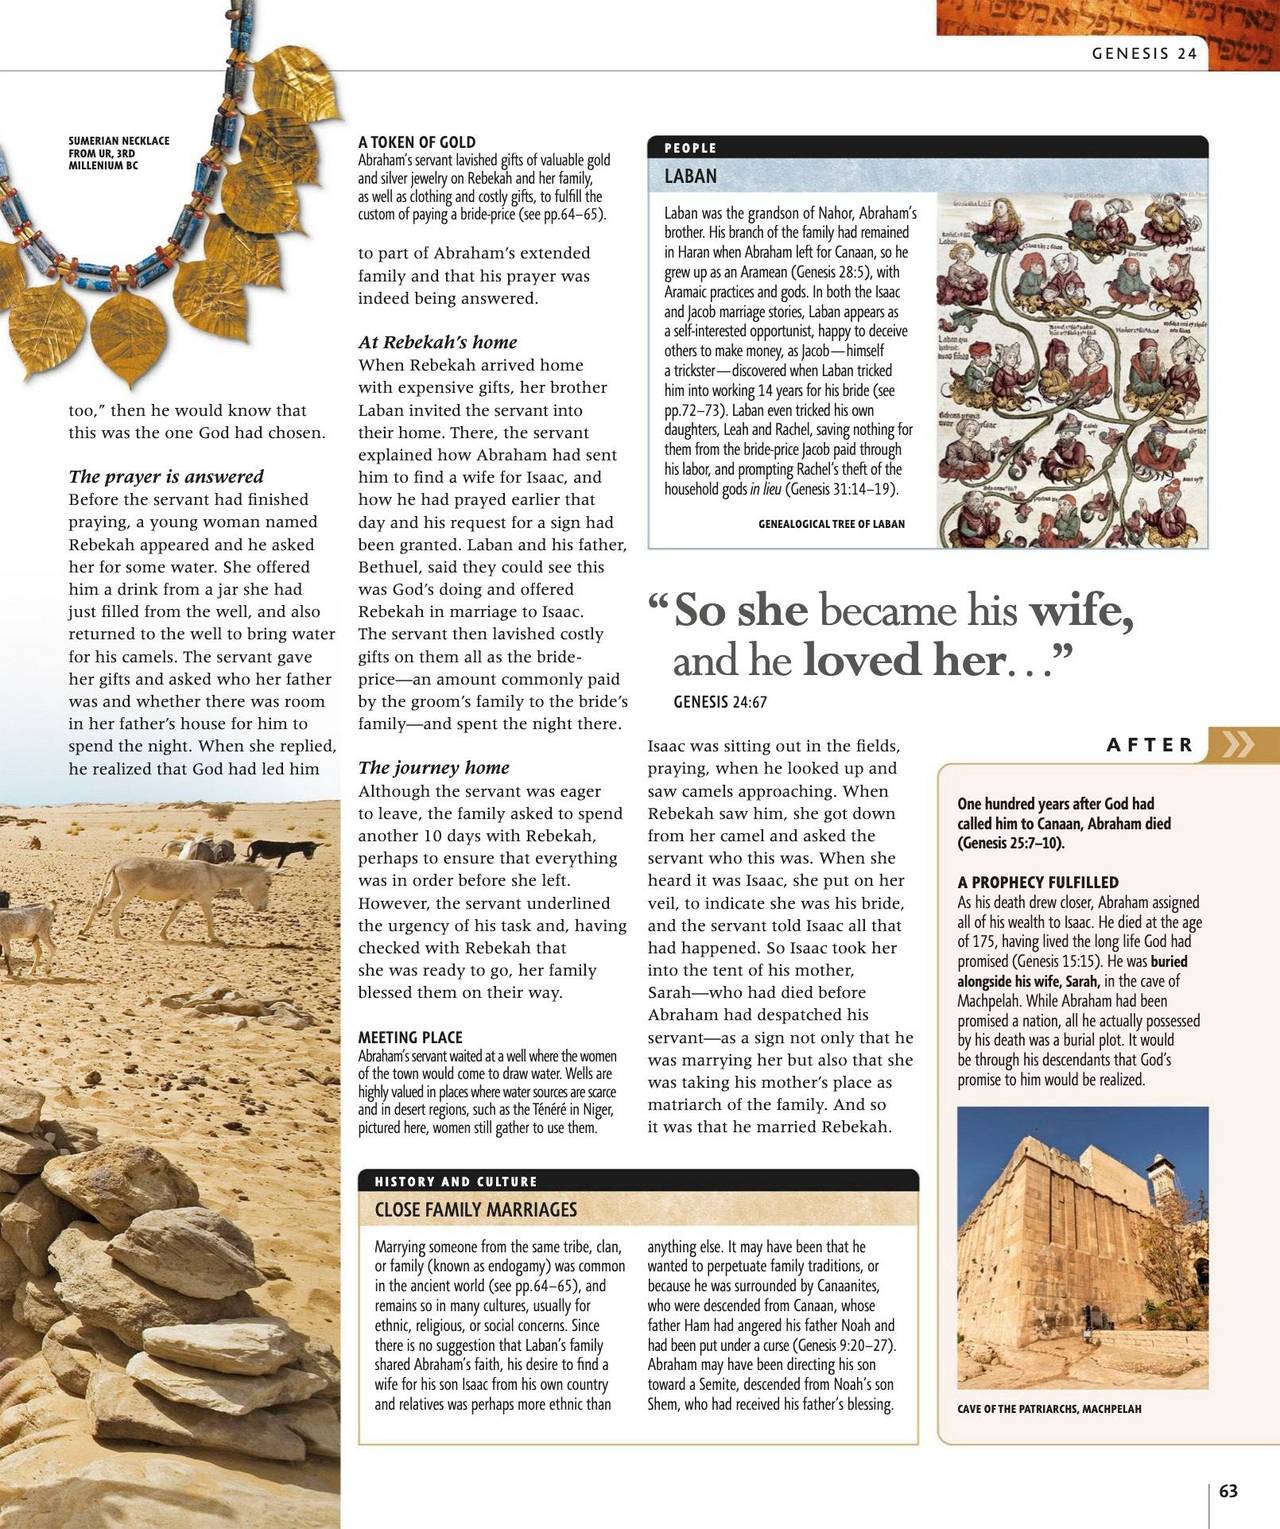 GENESIS 24
SUMERIAN NECKLACE
FROM UR, 3RD
MILLENIUM BC
too,” then he would know that
this was the one God had chosen.
The prayer is answered
Before the servant had finished
praying, a young woman named
Rebekah appeared and he asked
her for some water. She offered
him a drink from a jar she had
just filled from the well, and also
returned to the well to bring water
for his camels. The servant gave
her gifts and asked who her father
was and whether there was room
in her father’s house for him to
spend the night. When she replied,
he realized that God had led him
A TOKEN OF GOLD
Abraham’s servant lavished gifts of valuable gold
and silver jewelry on Rebekah and her family,
as well as clothing and costly gifts, to fulfill the
custom of paying a bride-price (see pp.64–65).
to part of Abraham’s extended
family and that his prayer was
indeed being answered.
At Rebekah’s home
When Rebekah arrived home
with expensive gifts, her brother
Laban invited the servant into
their home. There, the servant
explained how Abraham had sent
him to find a wife for Isaac, and
how he had prayed earlier that
day and his request for a sign had
been granted. Laban and his father,
Bethuel, said they could see this
was God’s doing and offered
Rebekah in marriage to Isaac.
The servant then lavished costly
gifts on them all as the bride-
price—an amount commonly paid
by the groom’s family to the bride’s
family—and spent the night there.
The journey home
Although the servant was eager
to leave, the family asked to spend
another 10 days with Rebekah,
perhaps to ensure that everything
was in order before she left.
However, the servant underlined
the urgency of his task and, having
checked with Rebekah that
she was ready to go, her family
blessed them on their way.
MEETING PLACE
Abraham’s servant waited at a well where the women
of the town would come to draw water. Wells are
highly valued in places where water sources are scarce
and in desert regions, such as the Ténéré in Niger,
pictured here, women still gather to use them.
PEOPLE
LABAN
Laban was the grandson of Nahor, Abraham’s
brother. His branch of the family had remained
in Haran when Abraham left for Canaan, so he
grew up as an Aramean (Genesis 28:5), with
Aramaic practices and gods. In both the Isaac
and Jacob marriage stories, Laban appears as
a self-interested opportunist, happy to deceive
others to make money, as Jacob—himself
a trickster—discovered when Laban tricked
him into working 14 years for his bride (see
pp.72–73). Laban even tricked his own
daughters, Leah and Rachel, saving nothing for
them from the bride-price Jacob paid through
his labor, and prompting Rachel’s theft of the
household gods in lieu (Genesis 31:14–19).
GENEALOGICAL TREE OF LABAN
“So she became his wife,
and he loved her…”
GENESIS 24:67
Isaac was sitting out in the fields,
praying, when he looked up and
saw camels approaching. When
Rebekah saw him, she got down
from her camel and asked the
servant who this was. When she
heard it was Isaac, she put on her
veil, to indicate she was his bride,
and the servant told Isaac all that
had happened. So Isaac took her
into the tent of his mother,
Sarah—who had died before
Abraham had despatched his
servant—as a sign not only that he
was marrying her but also that she
was taking his mother’s place as
matriarch of the family. And so
it was that he married Rebekah.
HISTORY AND CULTURE
CLOSE FAMILY MARRIAGES
Marrying someone from the same tribe, clan,
or family (known as endogamy) was common
in the ancient world (see pp.64–65), and
remains so in many cultures, usually for
ethnic, religious, or social concerns. Since
there is no suggestion that Laban’s family
shared Abraham’s faith, his desire to find a
wife for his son Isaac from his own country
and relatives was perhaps more ethnic than
anything else. It may have been that he
wanted to perpetuate family traditions, or
because he was surrounded by Canaanites,
who were descended from Canaan, whose
father Ham had angered his father Noah and
had been put under a curse (Genesis 9:20–27).
Abraham may have been directing his son
toward a Semite, descended from Noah’s son
Shem, who had received his father’s blessing.
AFTER
One hundred years after God had
called him to Canaan, Abraham died
(Genesis 25:7–10).
A PROPHECY FULFILLED
As his death drew closer, Abraham assigned
all of his wealth to Isaac. He died at the age
of 175, having lived the long life God had
promised (Genesis 15:15). He was buried
alongside his wife, Sarah, in the cave of
Machpelah. While Abraham had been
promised a nation, all he actually possessed
by his death was a burial plot. It would
be through his descendants that God’s
promise to him would be realized.
CAVE OF THE PATRIARCHS, MACHPELAH
63